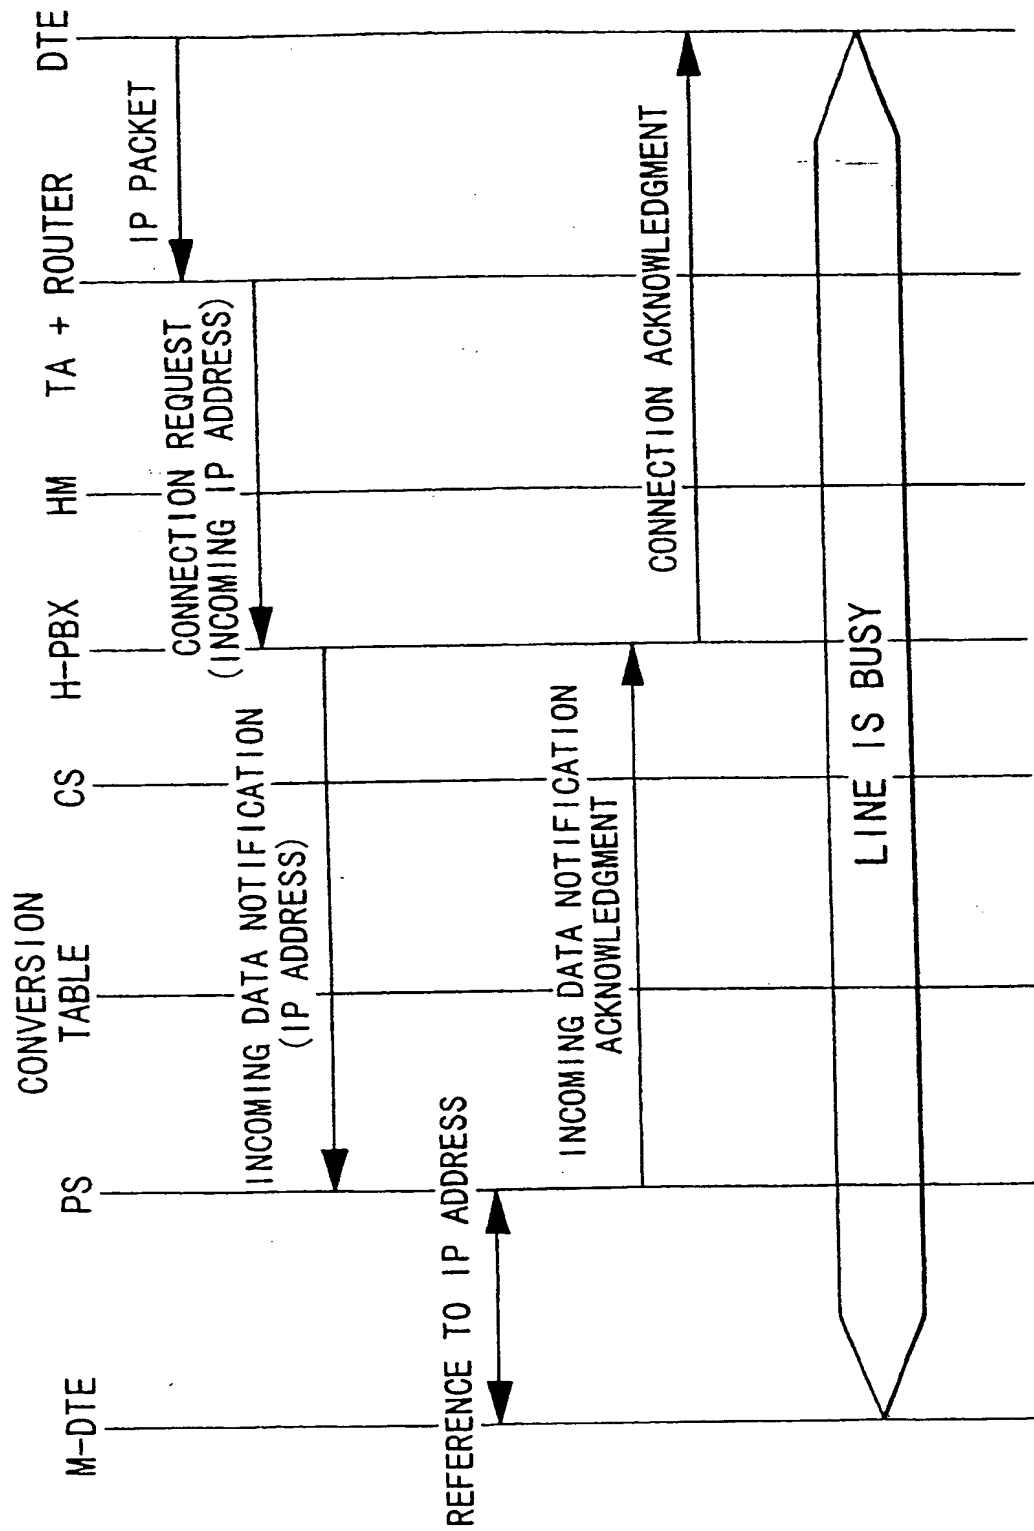 M-DTE
PS
CONVERSION
TABLE
CS
H-PBX
HM
TA + ROUTER
DTE
IP PACKET
CONNECTION REQUEST
(INCOMING IP ADDRESS)
INCOMING DATA NOTIFICATION
(IP ADDRESS)
REFERENCE TO IP ADDRESS
INCOMING DATA NOTIFICATION
ACKNOWLEDGMENT
CONNECTION ACKNOWLEDGMENT
LINE IS BUSY